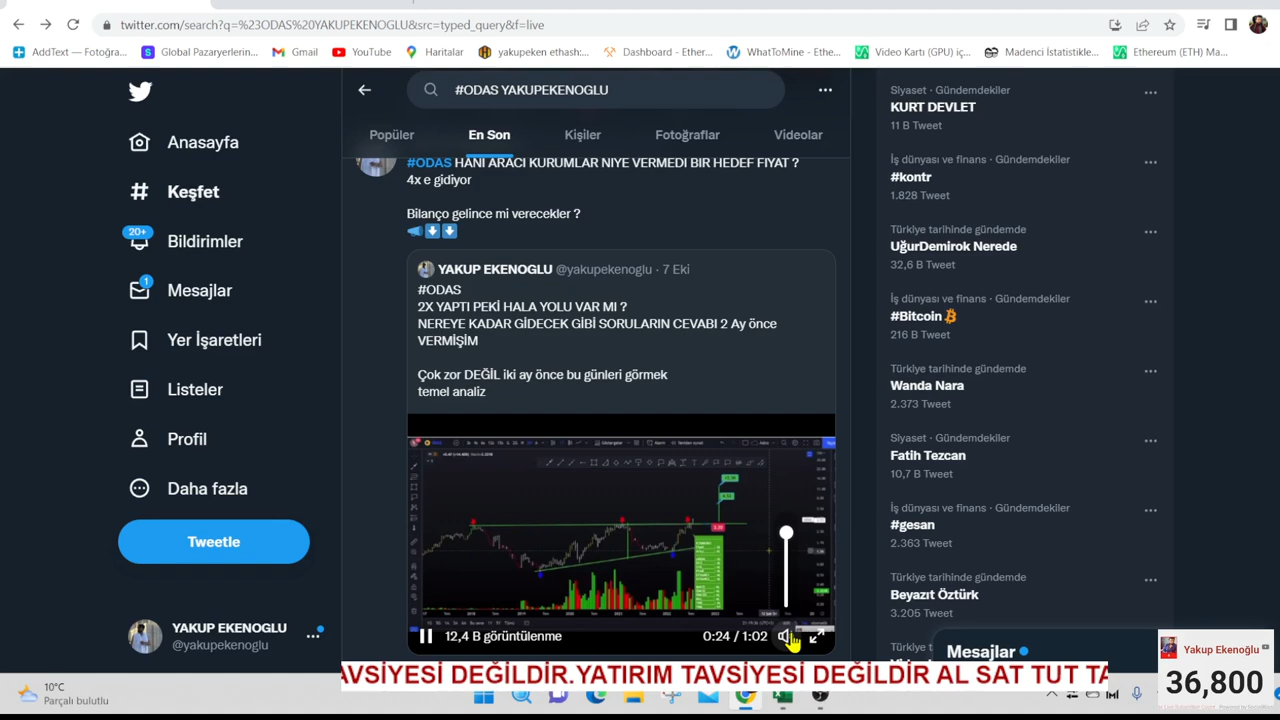 twitter.com/search?q=%23ODAS%20YAKUPEKENOGLU&src=typed_query&f=live
AddText — Fotoğra...
Global Pazaryerlerin...
Gmail
YouTube
Haritalar
yakupeken ethash:...
Dashboard - Ether...
WhatToMine - Ethe...
Video Kartı (GPU) iç...
Madenci İstatistikle...
Ethereum (ETH) Ma...
Anasayfa
Keşfet
20+
Bildirimler
1
Mesajlar
Yer İşaretleri
Listeler
Profil
Daha fazla
Tweetle
YAKUP EKENOGLU
@yakupekenoglu
#ODAS YAKUPEKENOGLU
Popüler
En Son
Kişiler
Fotoğraflar
Videolar
#ODAS HANİ ARACI KURUMLAR NİYE VERMEDİ BİR HEDEF FİYAT ?
4x e gidiyor
Bilanço gelince mi verecekler ?
YAKUP EKENOGLU @yakupekenoglu · 7 Eki
#ODAS
2X YAPTI PEKİ HALA YOLU VAR MI ?
NEREYE KADAR GİDECEK GİBİ SORULARIN CEVABI 2 Ay önce
VERMİŞİM
Çok zor DEĞİL iki ay önce bu günleri görmek
temel analiz
12,4 B görüntülenme
0:24 / 1:02
Siyaset · Gündemdekiler
KURT DEVLET
11 B Tweet
İş dünyası ve finans · Gündemdekiler
#kontr
1.828 Tweet
Türkiye tarihinde gündemde
UğurDemirok Nerede
32,6 B Tweet
İş dünyası ve finans · Gündemdekiler
#Bitcoin
216 B Tweet
Türkiye tarihinde gündemde
Wanda Nara
2.373 Tweet
Siyaset · Gündemdekiler
Fatih Tezcan
10,7 B Tweet
İş dünyası ve finans · Gündemdekiler
#gesan
2.363 Tweet
Türkiye tarihinde gündemde
Beyazıt Öztürk
3.205 Tweet
Mesajlar
Yakup Ekenoğlu
36,800
AVSİYESİ DEĞİLDİR.YATIRIM TAVSİYESİ DEĞİLDİR AL SAT TUT TA
10°C
Parçalı bulutlu